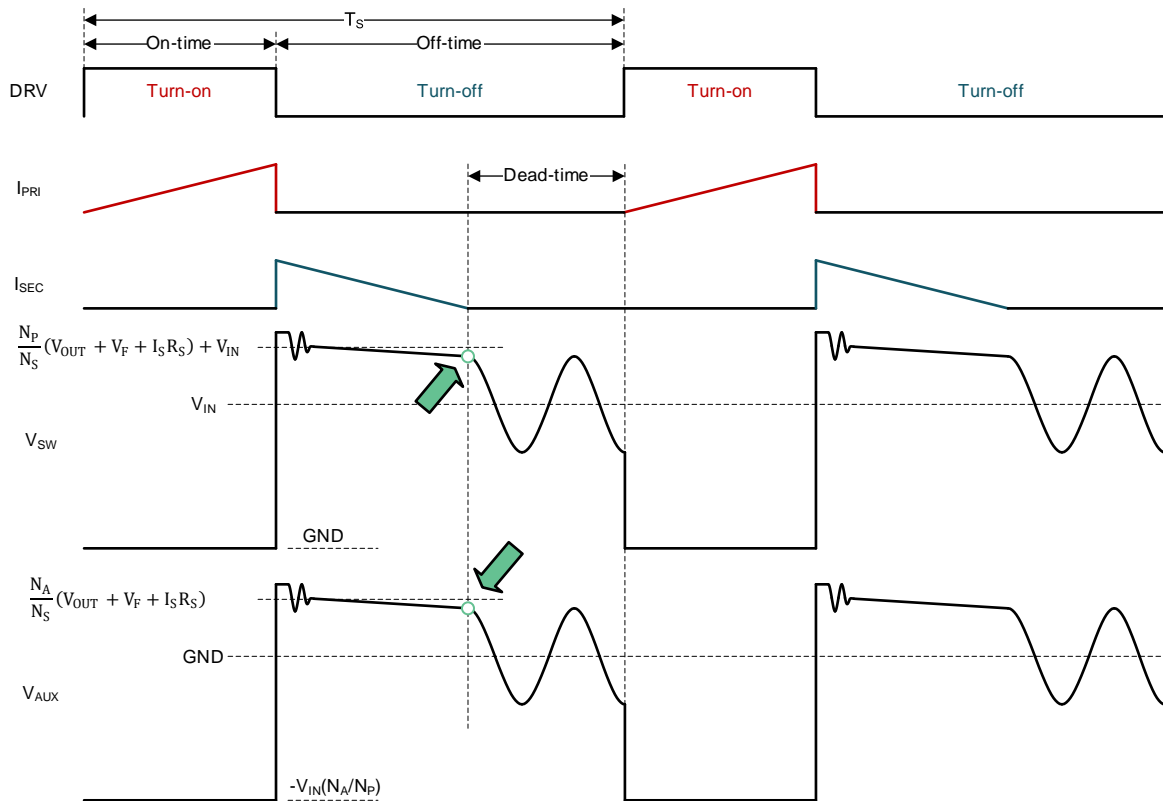 T_S
On-time
Off-time
DRV
Turn-on
Turn-off
Turn-on
Turn-off
I_PRI
Dead-time
I_SEC
N_P/N_S (V_OUT + V_F + I_S R_S) + V_IN
V_IN
V_SW
GND
N_A/N_S (V_OUT + V_F + I_S R_S)
GND
V_AUX
-V_IN(N_A/N_P)